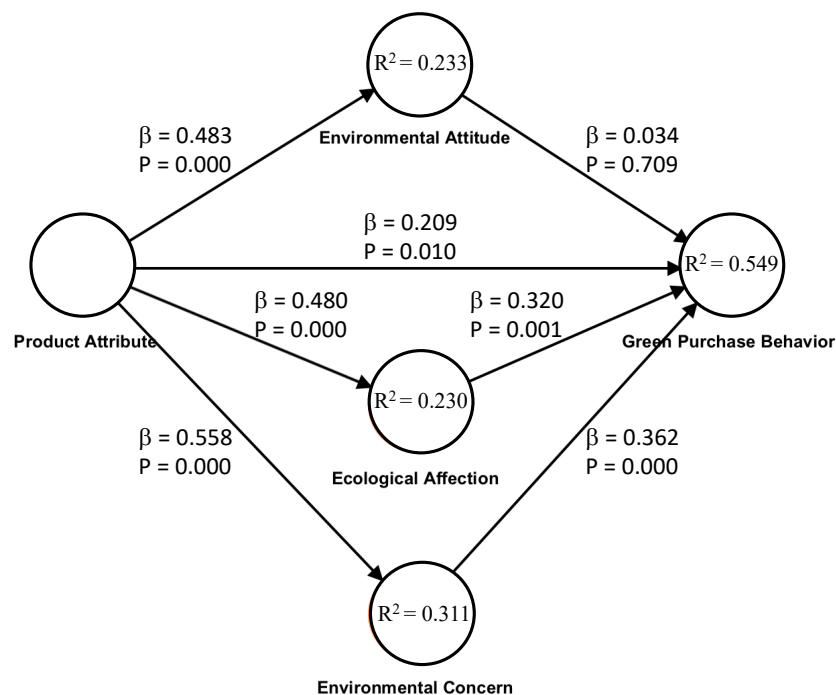 R² = 0.233
Environmental Attitude
β = 0.483
P = 0.000
β = 0.034
P = 0.709
β = 0.209
P = 0.010
R² = 0.549
β = 0.480
P = 0.000
β = 0.320
P = 0.001
Product Attribute
Green Purchase Behavior
R² = 0.230
β = 0.558
P = 0.000
β = 0.362
P = 0.000
Ecological Affection
R² = 0.311
Environmental Concern